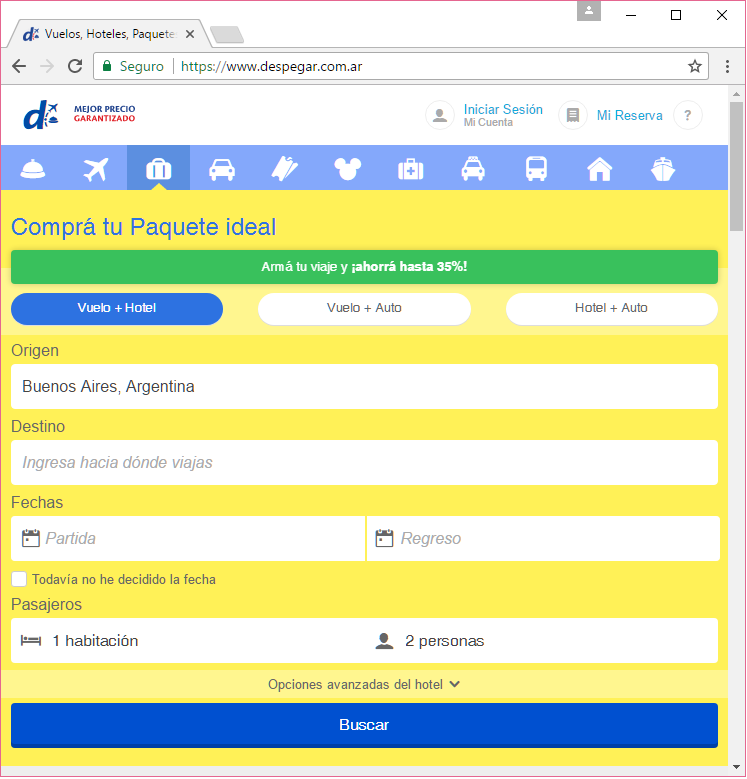 Vuelos, Hoteles, Paquete
Seguro https://www.despegar.com.ar
d
MEJOR PRECIO
GARANTIZADO
Iniciar Sesión
Mi Cuenta
Mi Reserva
?
Comprá tu Paquete ideal
Armá tu viaje y ¡ahorrá hasta 35%!
Vuelo + Hotel
Vuelo + Auto
Hotel + Auto
Origen
Buenos Aires, Argentina
Destino
Ingresa hacia dónde viajas
Fechas
Partida
Regreso
Todavía no he decidido la fecha
Pasajeros
1 habitación
2 personas
Opciones avanzadas del hotel
Buscar